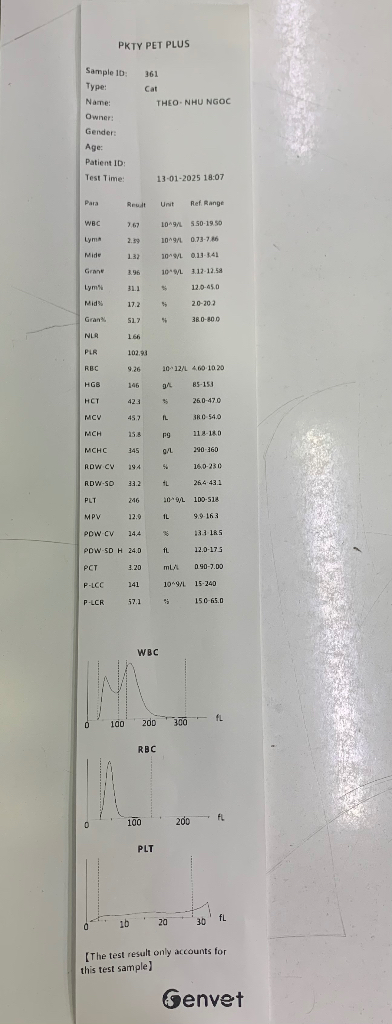 PKTY PET PLUS
Sample ID: 361
Type: Cat
Name: THEO- NHU NGOC
Owner:
Gender:
Age:
Patient ID:
Test Time: 13-01-2025 18:07
Para Result Unit Ref. Range
WBC 7.67 10^9/L 5.50-19.50
Lym# 2.39 10^9/L 0.73-7.86
Mid# 1.32 10^9/L 0.13-3.41
Gran# 3.96 10^9/L 3.12-12.58
Lym% 31.1 % 12.0-45.0
Mid% 17.2 % 2.0-20.2
Gran% 51.7 % 38.0-80.0
NLR 1.66
PLR 102.93
RBC 9.26 10^12/L 4.60-10.20
HGB 146 g/L 85-153
HCT 42.3 % 26.0-47.0
MCV 45.7 fL 38.0-54.0
MCH 15.8 pg 11.8-18.0
MCHC 345 g/L 290-360
RDW-CV 19.4 % 16.0-23.0
RDW-SD 33.2 fL 26.4-43.1
PLT 246 10^9/L 100-518
MPV 12.9 fL 9.9-16.3
PDW-CV 14.4 % 13.3-18.5
PDW-SD H 24.0 fL 12.0-17.5
PCT 3.20 mL/L 0.90-7.00
P-LCC 141 10^9/L 15-240
P-LCR 57.1 % 15.0-65.0
WBC
0 100 200 300 fL
RBC
0 100 200 fL
PLT
0 10 20 30 fL
【The test result only accounts for
this test sample】
Genvet